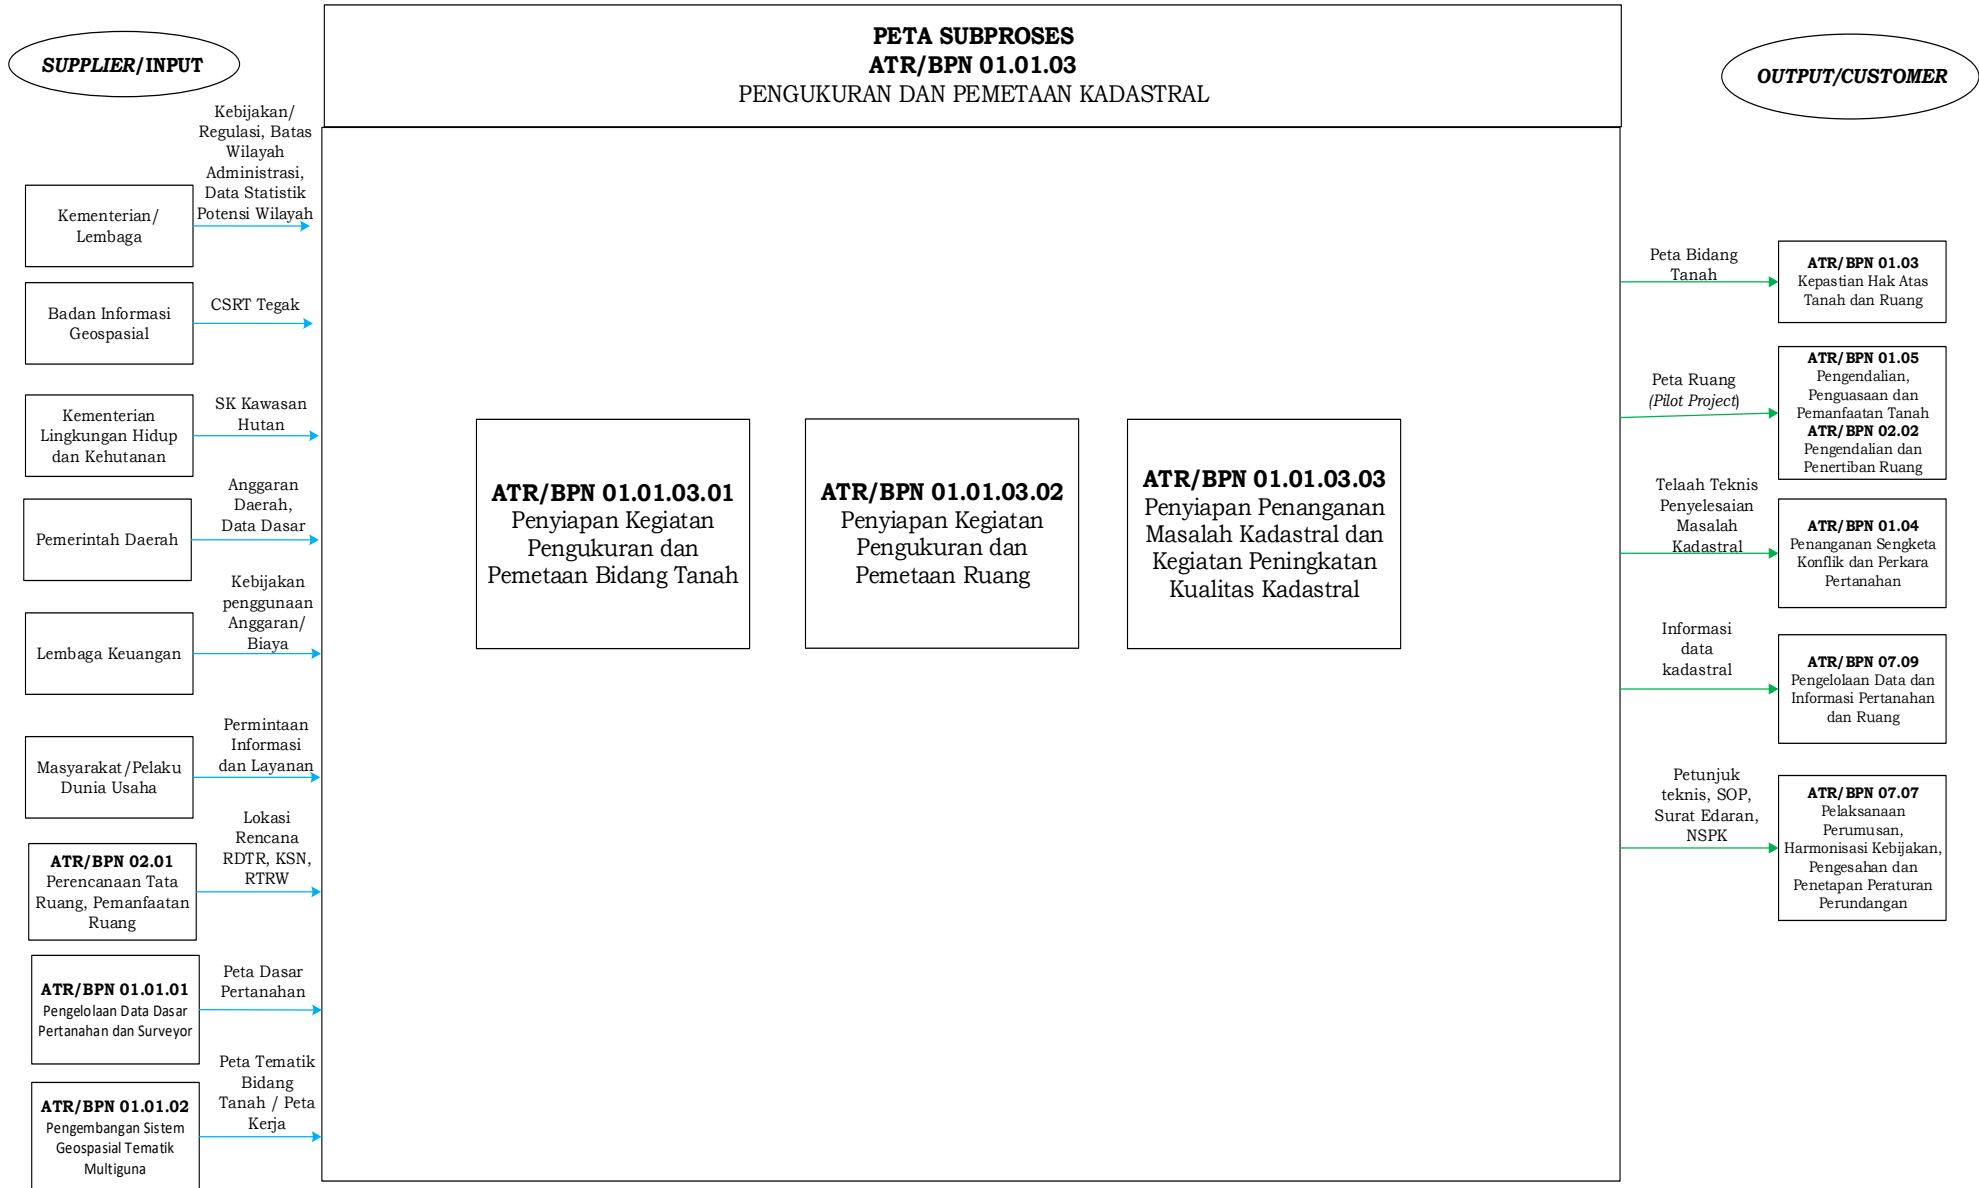 PETA SUBPROSES
ATR/BPN 01.01.03
PENGUKURAN DAN PEMETAAN KADASTRAL
SUPPLIER/INPUT
OUTPUT/CUSTOMER
Kebijakan/
Regulasi, Batas
Wilayah
Administrasi,
Data Statistik
Potensi Wilayah
Kementerian/
Lembaga
CSRT Tegak
Badan Informasi
Geospasial
SK Kawasan
Hutan
Kementerian
Lingkungan Hidup
dan Kehutanan
Anggaran
Daerah,
Data Dasar
Pemerintah Daerah
Kebijakan
penggunaan
Anggaran/
Biaya
Lembaga Keuangan
Permintaan
Informasi
dan Layanan
Masyarakat/Pelaku
Dunia Usaha
Lokasi
Rencana
RDTR, KSN,
RTRW
ATR/BPN 02.01
Perencanaan Tata
Ruang, Pemanfaatan
Ruang
Peta Dasar
Pertanahan
ATR/BPN 01.01.01
Pengelolaan Data Dasar
Pertanahan dan Surveyor
Peta Tematik
Bidang
Tanah / Peta
Kerja
ATR/BPN 01.01.02
Pengembangan Sistem
Geospasial Tematik
Multiguna
ATR/BPN 01.01.03.01
Penyiapan Kegiatan
Pengukuran dan
Pemetaan Bidang Tanah
ATR/BPN 01.01.03.02
Penyiapan Kegiatan
Pengukuran dan
Pemetaan Ruang
ATR/BPN 01.01.03.03
Penyiapan Penanganan
Masalah Kadastral dan
Kegiatan Peningkatan
Kualitas Kadastral
Peta Bidang
Tanah
ATR/BPN 01.03
Kepastian Hak Atas
Tanah dan Ruang
Peta Ruang
(Pilot Project)
ATR/BPN 01.05
Pengendalian,
Penguasaan dan
Pemanfaatan Tanah
ATR/BPN 02.02
Pengendalian dan
Penertiban Ruang
Telaah Teknis
Penyelesaian
Masalah
Kadastral
ATR/BPN 01.04
Penanganan Sengketa
Konflik dan Perkara
Pertanahan
Informasi
data
kadastral
ATR/BPN 07.09
Pengelolaan Data dan
Informasi Pertanahan
dan Ruang
Petunjuk
teknis, SOP,
Surat Edaran,
NSPK
ATR/BPN 07.07
Pelaksanaan
Perumusan,
Harmonisasi Kebijakan,
Pengesahan dan
Penetapan Peraturan
Perundangan